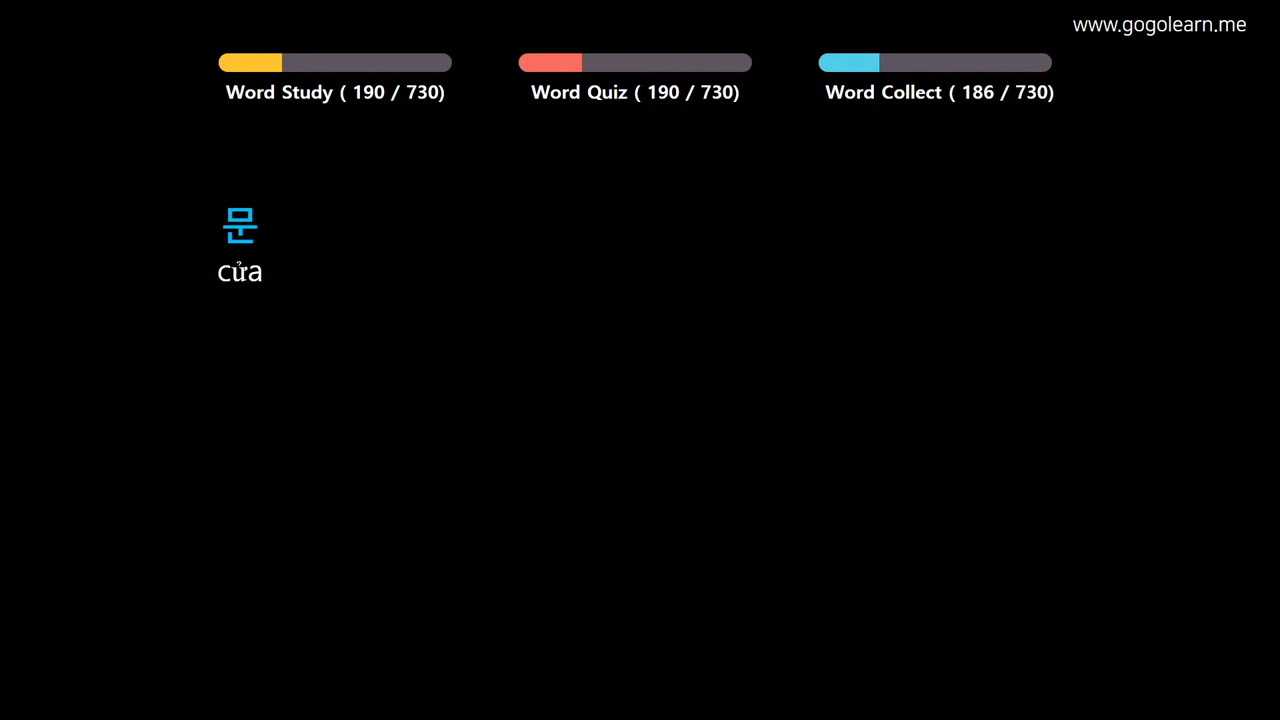 www.gogolearn.me
Word Study ( 190 / 730)
Word Quiz ( 190 / 730)
Word Collect ( 186 / 730)
문
cửa